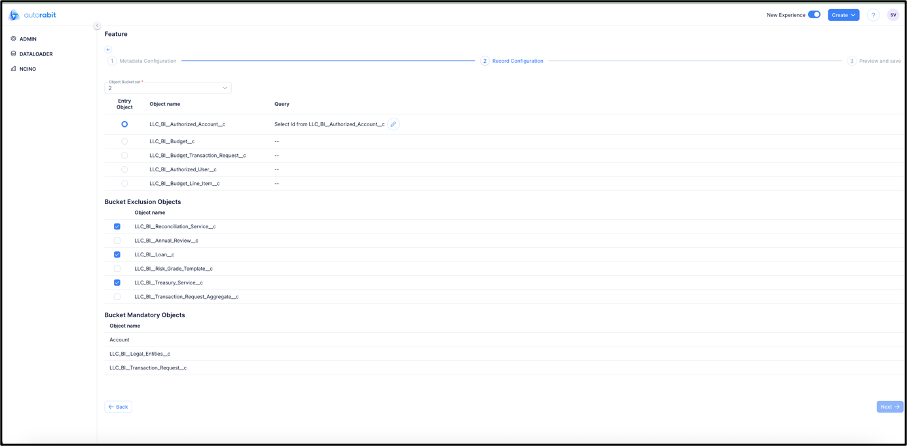 autorabit
New Experience
Create
?
SV
ADMIN
DATALOADER
NCINO
Feature
1 Metadata Configuration
2 Record Configuration
3 Preview and save
Object Bucket set *
2
Entry Object Object name Query
LLC_BI__Authorized_Account__c Select Id from LLC_BI__Authorized_Account__c
LLC_BI__Budget__c --
LLC_BI__Budget_Transaction_Request__c --
LLC_BI__Authorized_User__c --
LLC_BI__Budget_Line_Item__c --
Bucket Exclusion Objects
Object name
LLC_BI__Reconciliation_Service__c
LLC_BI__Annual_Review__c
LLC_BI__Loan__c
LLC_BI__Risk_Grade_Template__c
LLC_BI__Treasury_Service__c
LLC_BI__Transaction_Request_Aggregate__c
Bucket Mandatory Objects
Object name
Account
LLC_BI__Legal_Entities__c
LLC_BI__Transaction_Request__c
Back
Next